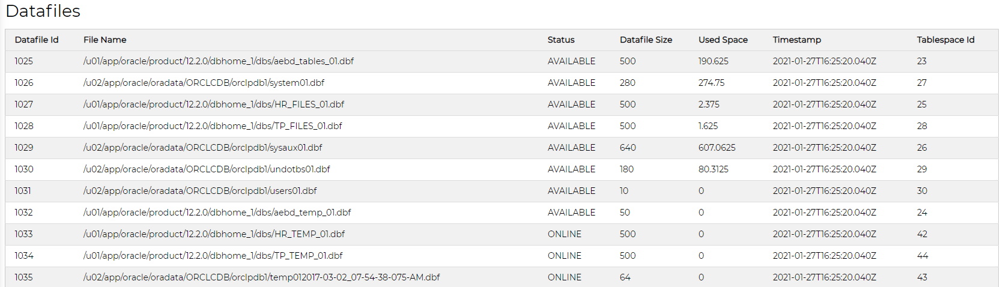 Datafiles
Datafile Id File Name Status Datafile Size Used Space Timestamp Tablespace Id
1025 /u01/app/oracle/product/12.2.0/dbhome_1/dbs/aebd_tables_01.dbf AVAILABLE 500 190.625 2021-01-27T16:25:20.040Z 23
1026 /u02/app/oracle/oradata/ORCLCDB/orclpdb1/system01.dbf AVAILABLE 280 274.75 2021-01-27T16:25:20.040Z 27
1027 /u01/app/oracle/product/12.2.0/dbhome_1/dbs/HR_FILES_01.dbf AVAILABLE 500 2.375 2021-01-27T16:25:20.040Z 25
1028 /u01/app/oracle/product/12.2.0/dbhome_1/dbs/TP_FILES_01.dbf AVAILABLE 500 1.625 2021-01-27T16:25:20.040Z 28
1029 /u02/app/oracle/oradata/ORCLCDB/orclpdb1/sysaux01.dbf AVAILABLE 640 607.0625 2021-01-27T16:25:20.040Z 26
1030 /u02/app/oracle/oradata/ORCLCDB/orclpdb1/undotbs01.dbf AVAILABLE 180 80.3125 2021-01-27T16:25:20.040Z 29
1031 /u02/app/oracle/oradata/ORCLCDB/orclpdb1/users01.dbf AVAILABLE 10 0 2021-01-27T16:25:20.040Z 30
1032 /u01/app/oracle/product/12.2.0/dbhome_1/dbs/aebd_temp_01.dbf AVAILABLE 50 0 2021-01-27T16:25:20.040Z 24
1033 /u01/app/oracle/product/12.2.0/dbhome_1/dbs/HR_TEMP_01.dbf ONLINE 500 0 2021-01-27T16:25:20.040Z 42
1034 /u01/app/oracle/product/12.2.0/dbhome_1/dbs/TP_TEMP_01.dbf ONLINE 500 0 2021-01-27T16:25:20.040Z 44
1035 /u02/app/oracle/oradata/ORCLCDB/orclpdb1/temp012017-03-02_07-54-38-075-AM.dbf ONLINE 64 0 2021-01-27T16:25:20.040Z 43